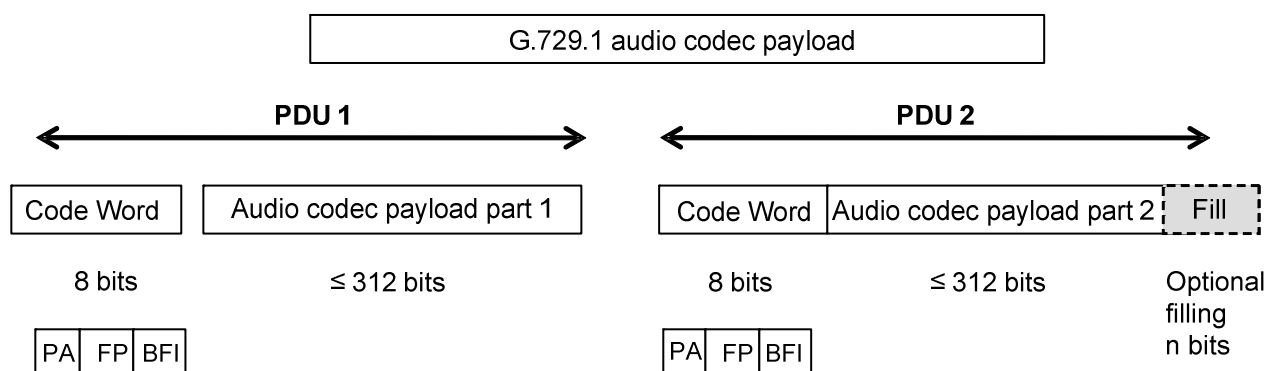 G.729.1 audio codec payload
PDU 1
PDU 2
Code Word
Audio codec payload part 1
Code Word
Audio codec payload part 2
Fill
8 bits
≤ 312 bits
8 bits
≤ 312 bits
Optional
filling
n bits
PA FP BFI
PA FP BFI